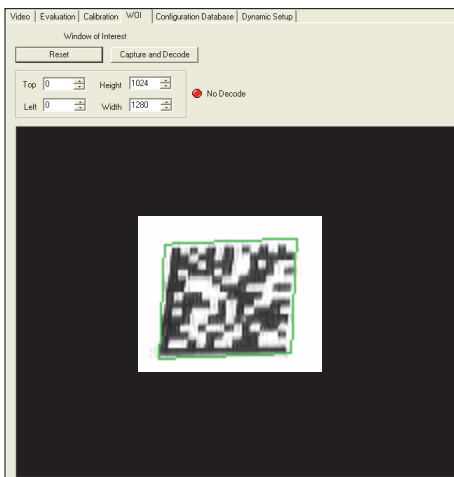 Video Evaluation Calibration WOI Configuration Database Dynamic Setup
Window of Interest
Reset Capture and Decode
Top 0 Height 1024
Left 0 Width 1280
No Decode